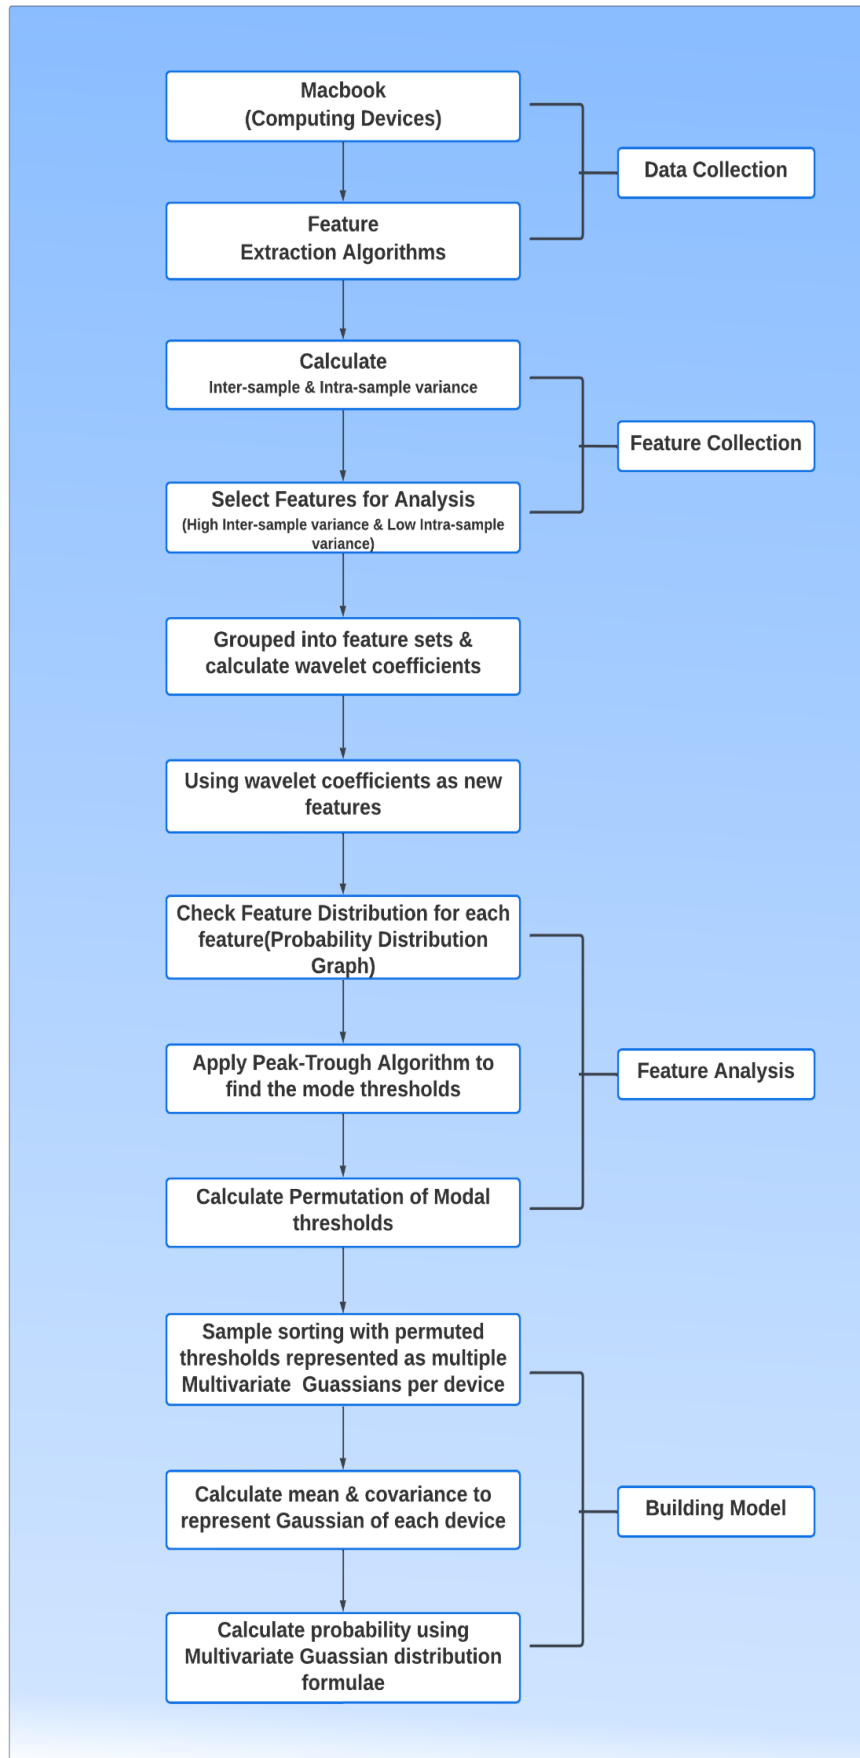 Macbook
(Computing Devices)
Data Collection
Feature
Extraction Algorithms
Calculate
Inter-sample & Intra-sample variance
Feature Collection
Select Features for Analysis
(High Inter-sample variance & Low Intra-sample
variance)
Grouped into feature sets &
calculate wavelet coefficients
Using wavelet coefficients as new
features
Check Feature Distribution for each
feature(Probability Distribution
Graph)
Apply Peak-Trough Algorithm to
find the mode thresholds
Feature Analysis
Calculate Permutation of Modal
thresholds
Sample sorting with permuted
thresholds represented as multiple
Multivariate Guassians per device
Calculate mean & covariance to
represent Gaussian of each device
Building Model
Calculate probability using
Multivariate Guassian distribution
formulae